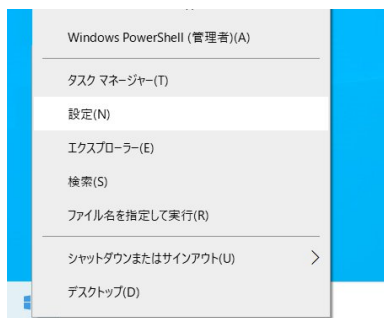 Windows PowerShell (管理者)(A)
タスク マネージャー(T)
設定(N)
エクスプローラー(E)
検索(S)
ファイル名を指定して実行(R)
シャットダウンまたはサインアウト(U)
デスクトップ(D)